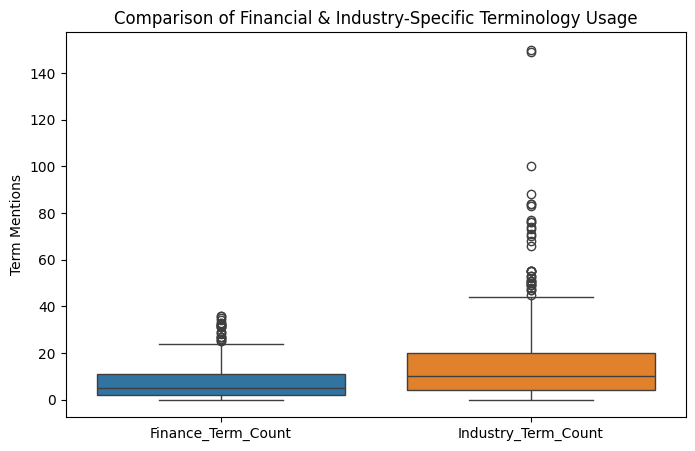 Comparison of Financial & Industry-Specific Terminology Usage
Term Mentions
140
120
100
80
60
40
20
0
Finance_Term_Count
Industry_Term_Count